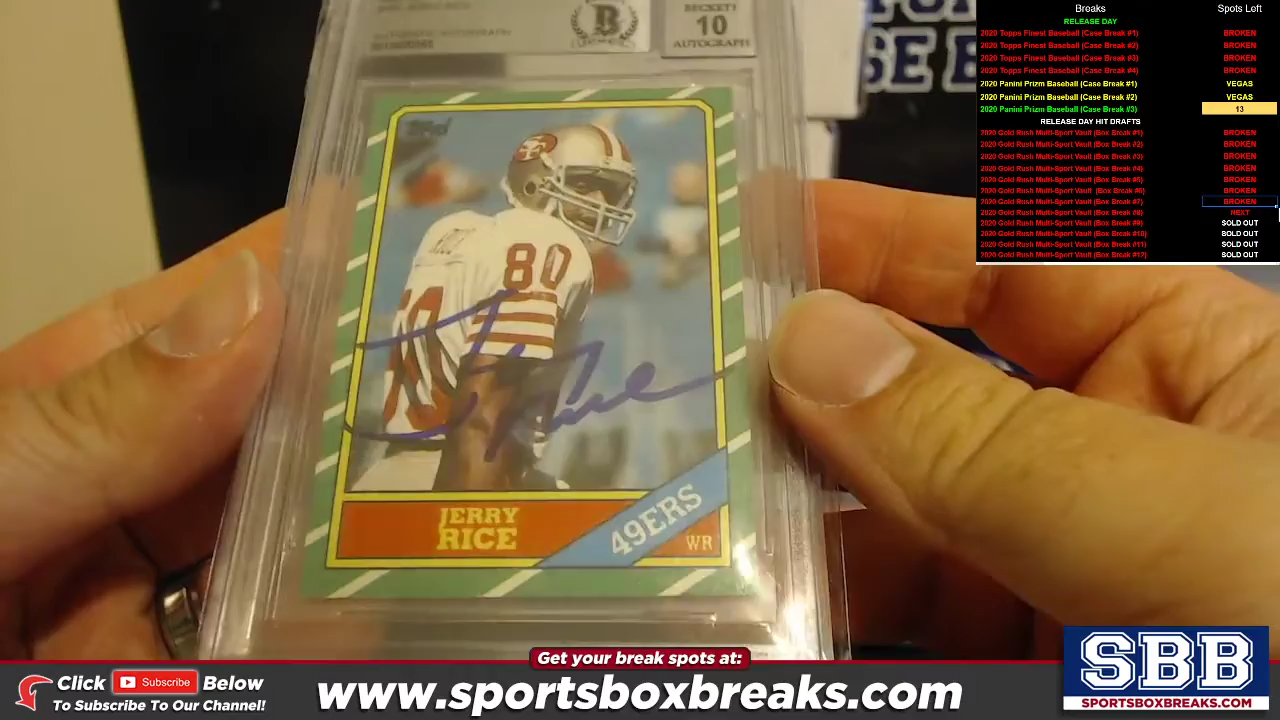 BECKETT
10
AUTOGRAPH
B
Topps
SF
80
Jerry Rice
JERRY
RICE
49ERS
WR
Breaks Spots Left
RELEASE DAY
2020 Topps Finest Baseball (Case Break #1) BROKEN
2020 Topps Finest Baseball (Case Break #2) BROKEN
2020 Topps Finest Baseball (Case Break #3) BROKEN
2020 Topps Finest Baseball (Case Break #4) BROKEN
2020 Panini Prizm Baseball (Case Break #1) VEGAS
2020 Panini Prizm Baseball (Case Break #2) VEGAS
2020 Panini Prizm Baseball (Case Break #3) 13
RELEASE DAY HIT DRAFTS
2020 Gold Rush Multi-Sport Vault (Box Break #1) BROKEN
2020 Gold Rush Multi-Sport Vault (Box Break #2) BROKEN
2020 Gold Rush Multi-Sport Vault (Box Break #3) BROKEN
2020 Gold Rush Multi-Sport Vault (Box Break #4) BROKEN
2020 Gold Rush Multi-Sport Vault (Box Break #5) BROKEN
2020 Gold Rush Multi-Sport Vault (Box Break #6) BROKEN
2020 Gold Rush Multi-Sport Vault (Box Break #7) BROKEN
2020 Gold Rush Multi-Sport Vault (Box Break #8) NEXT
2020 Gold Rush Multi-Sport Vault (Box Break #9) SOLD OUT
2020 Gold Rush Multi-Sport Vault (Box Break #10) SOLD OUT
2020 Gold Rush Multi-Sport Vault (Box Break #11) SOLD OUT
2020 Gold Rush Multi-Sport Vault (Box Break #12) SOLD OUT
Get your break spots at:
Click Subscribe Below
To Subscribe To Our Channel!
www.sportsboxbreaks.com
SBB
SPORTSBOXBREAKS.COM